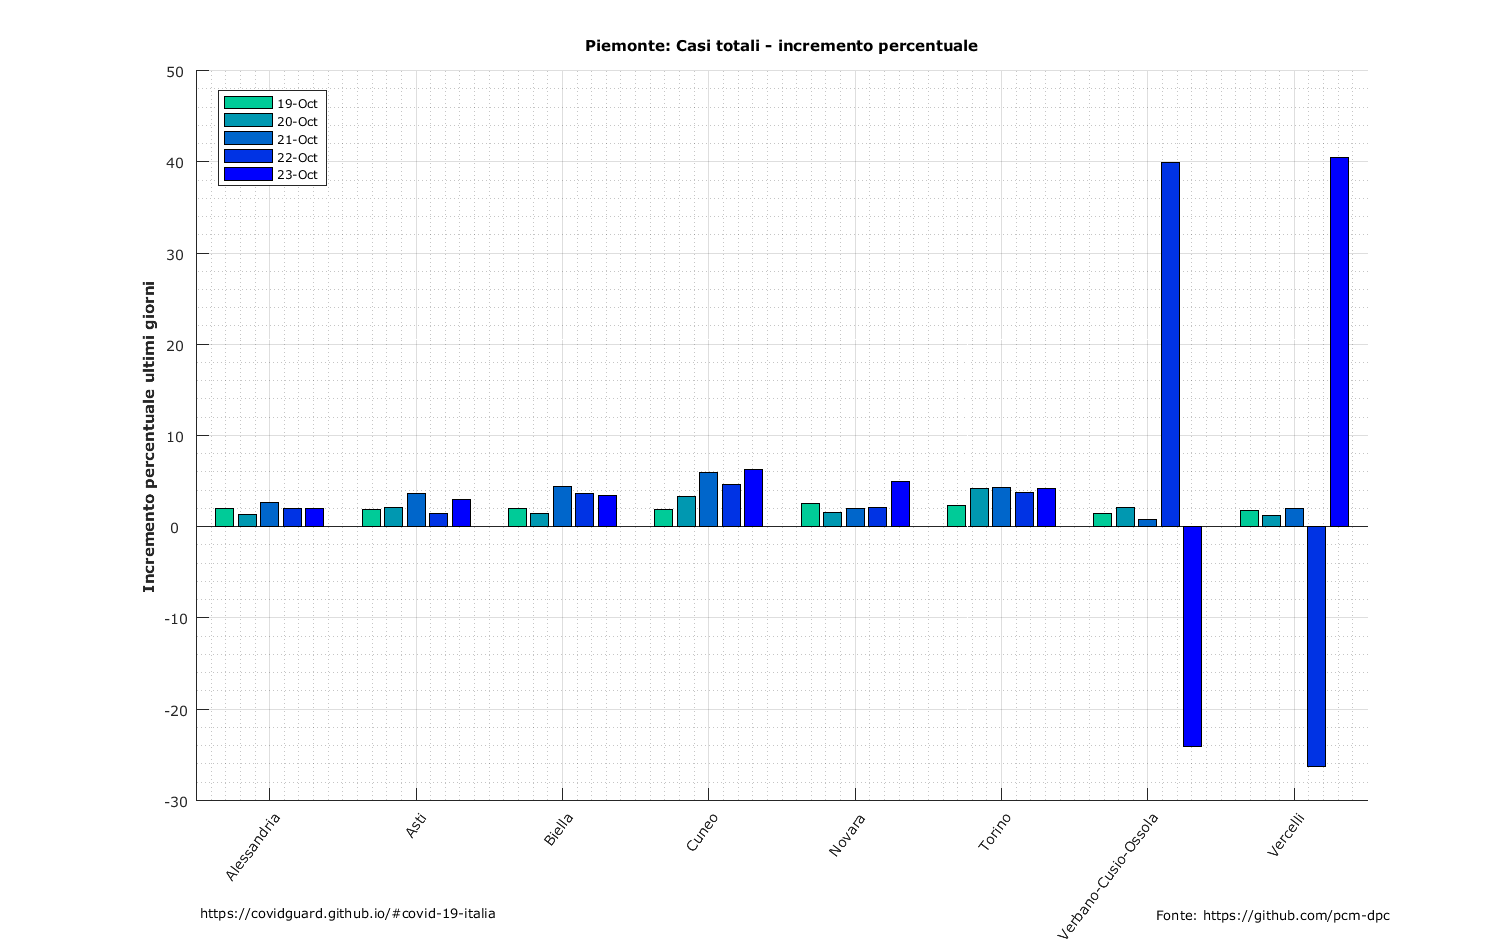 Piemonte: Casi totali - incremento percentuale
Incremento percentuale ultimi giorni
50
40
30
20
10
0
-10
-20
-30
19-Oct
20-Oct
21-Oct
22-Oct
23-Oct
Alessandria
Asti
Biella
Cuneo
Novara
Torino
Verbano-Cusio-Ossola
Vercelli
https://covidguard.github.io/#covid-19-italia
Fonte: https://github.com/pcm-dpc